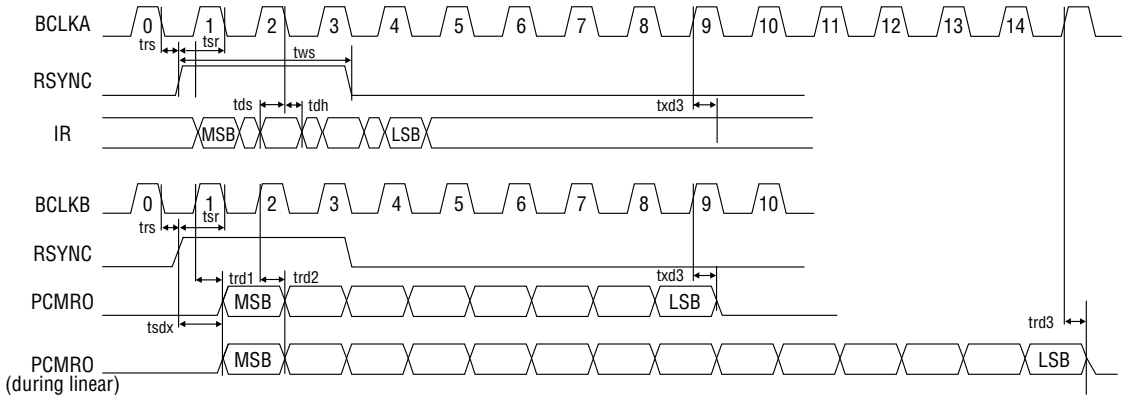 BCLKA 0 1 2 3 4 5 6 7 8 9 10 11 12 13 14
trs tsr
tws
RSYNC
tds tdh txd3
IR MSB LSB
BCLKB 0 1 2 3 4 5 6 7 8 9 10
trs tsr
RSYNC
trd1 trd2 txd3
PCMRO MSB LSB
tsdx trd3
PCMRO MSB LSB
(during linear)